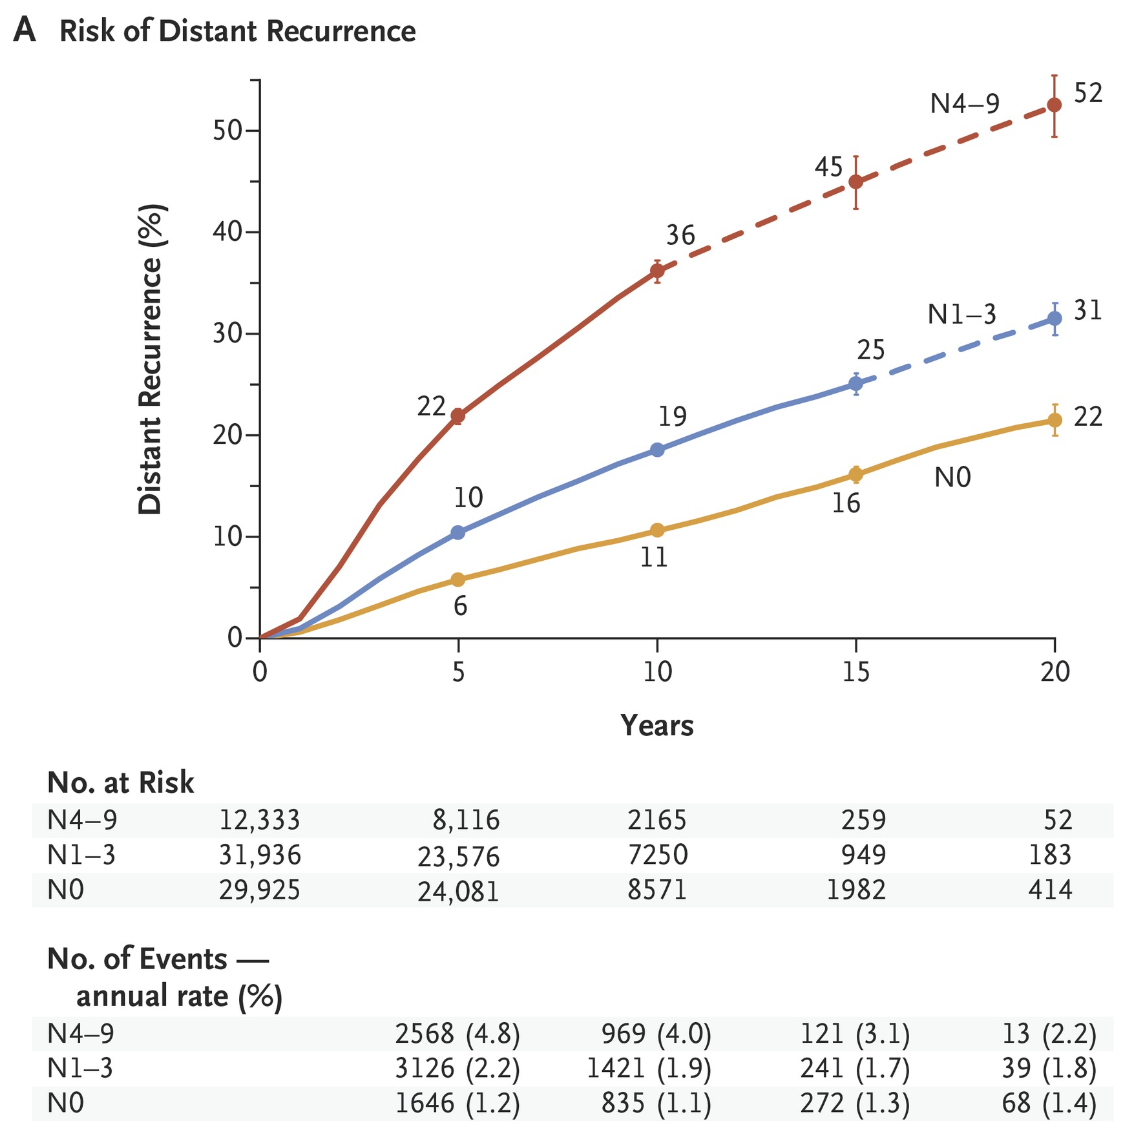 A Risk of Distant Recurrence
Distant Recurrence (%)
50
40
30
20
10
0
N4–9
52
45
36
22
N1–3
31
25
19
10
22
N0
16
11
6
0 5 10 15 20
Years
No. at Risk
N4–9 12,333 8,116 2165 259 52
N1–3 31,936 23,576 7250 949 183
N0 29,925 24,081 8571 1982 414
No. of Events —
annual rate (%)
N4–9 2568 (4.8) 969 (4.0) 121 (3.1) 13 (2.2)
N1–3 3126 (2.2) 1421 (1.9) 241 (1.7) 39 (1.8)
N0 1646 (1.2) 835 (1.1) 272 (1.3) 68 (1.4)